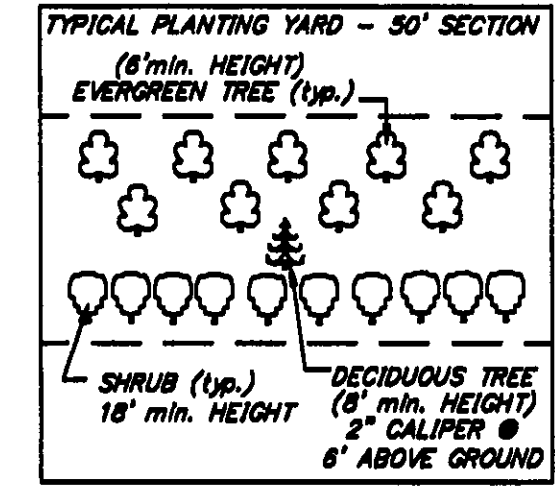 TYPICAL PLANTING YARD - 50' SECTION
(6'min. HEIGHT)
EVERGREEN TREE (typ.)
SHRUB (typ.)
18' min. HEIGHT
DECIDUOUS TREE
(8' min. HEIGHT)
2" CALIPER @
6' ABOVE GROUND